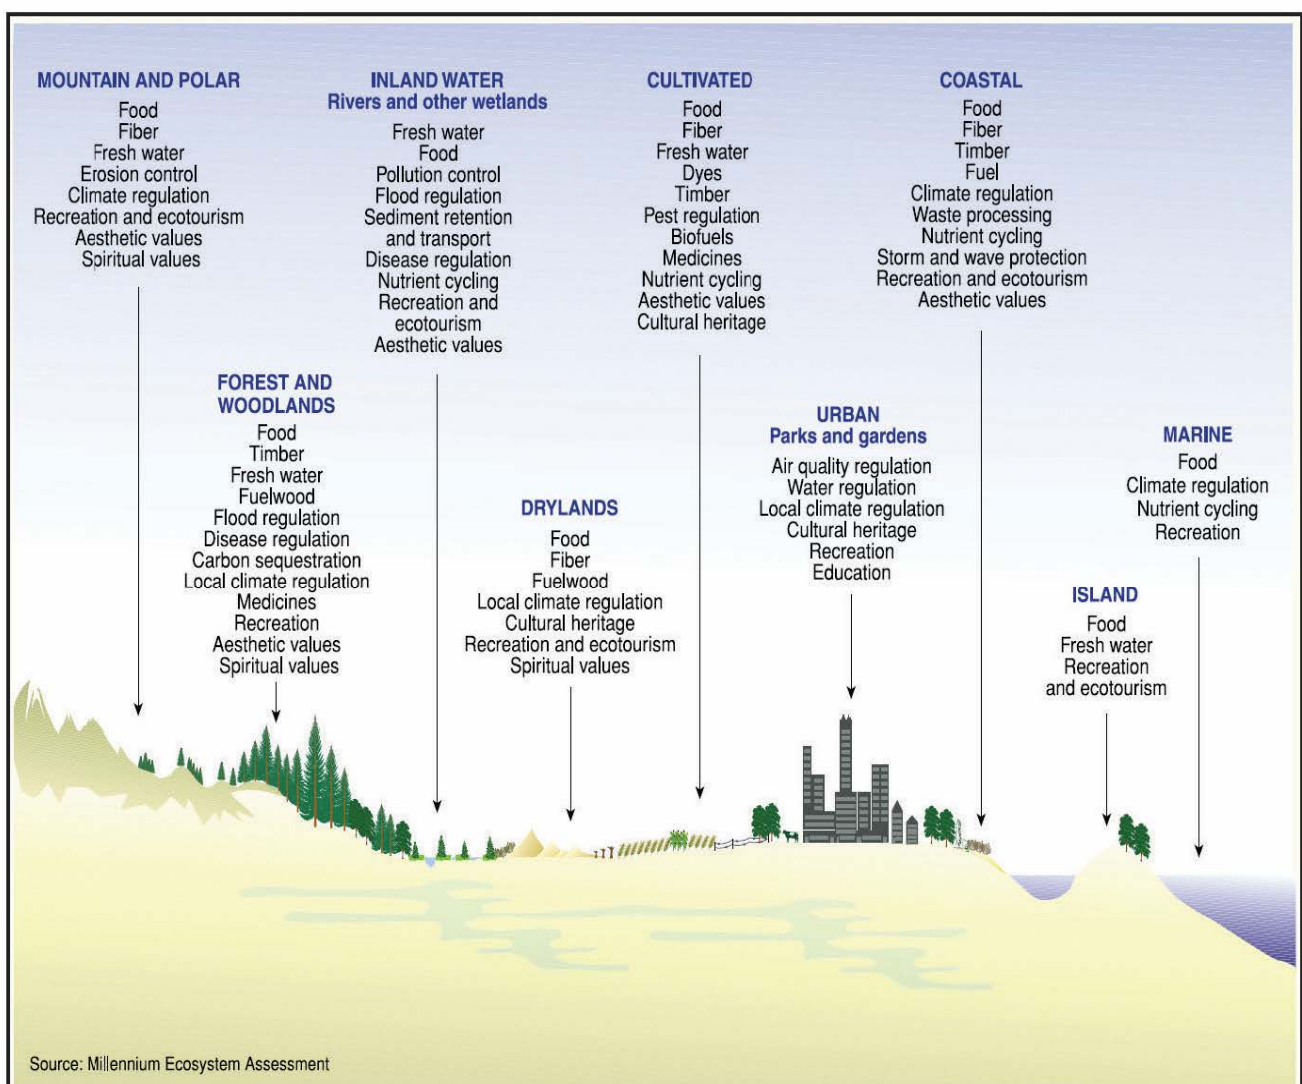 MOUNTAIN AND POLAR
Food
Fiber
Fresh water
Erosion control
Climate regulation
Recreation and ecotourism
Aesthetic values
Spiritual values
INLAND WATER
Rivers and other wetlands
Fresh water
Food
Pollution control
Flood regulation
Sediment retention
and transport
Disease regulation
Nutrient cycling
Recreation and
ecotourism
Aesthetic values
CULTIVATED
Food
Fiber
Fresh water
Dyes
Timber
Pest regulation
Biofuels
Medicines
Nutrient cycling
Aesthetic values
Cultural heritage
COASTAL
Food
Fiber
Timber
Fuel
Climate regulation
Waste processing
Nutrient cycling
Storm and wave protection
Recreation and ecotourism
Aesthetic values
FOREST AND
WOODLANDS
Food
Timber
Fresh water
Fuelwood
Flood regulation
Disease regulation
Carbon sequestration
Local climate regulation
Medicines
Recreation
Aesthetic values
Spiritual values
DRYLANDS
Food
Fiber
Fuelwood
Local climate regulation
Cultural heritage
Recreation and ecotourism
Spiritual values
URBAN
Parks and gardens
Air quality regulation
Water regulation
Local climate regulation
Cultural heritage
Recreation
Education
MARINE
Food
Climate regulation
Nutrient cycling
Recreation
ISLAND
Food
Fresh water
Recreation
and ecotourism
Source: Millennium Ecosystem Assessment